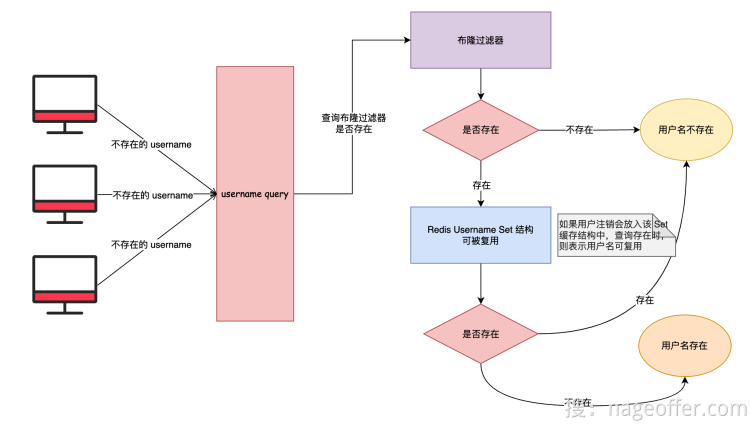 布隆过滤器
查询布隆过滤器
是否存在
是否存在
不存在
用户名不存在
不存在的 username
不存在的 username
username query
存在
不存在的 username
Redis Username Set 结构
可被复用
如果用户注销会放入该 Set
缓存结构中，查询存在时，
则表示用户名可复用
存在
是否存在
用户名存在
不存在
搜：nageoffer.com